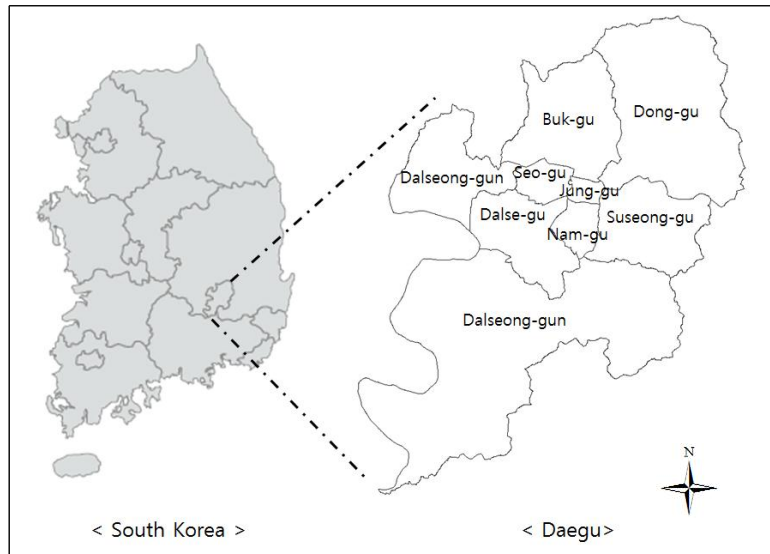 Dong-gu
Buk-gu
Seo-gu
Dalseong-gun
Jung-gu
Dalse-gu
Suseong-gu
Nam-gu
Dalseong-gun
N
< South Korea >
< Daegu>